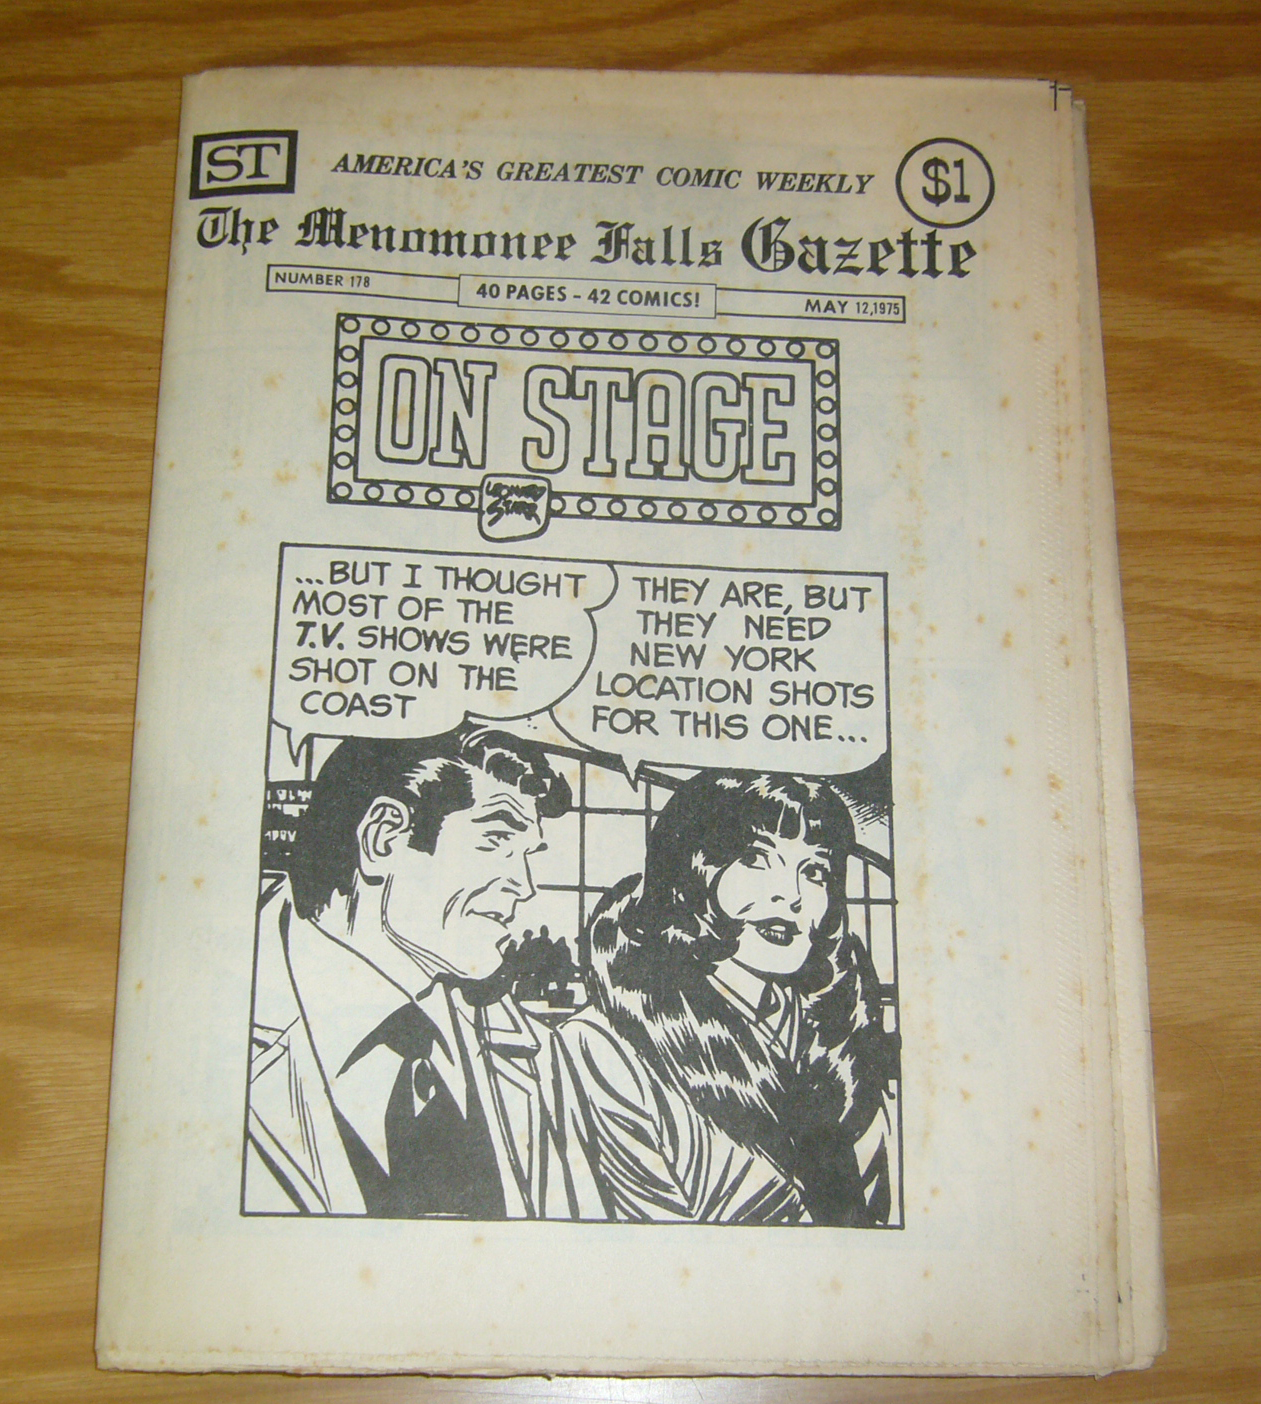 ST
AMERICA'S GREATEST COMIC WEEKLY
$1
The Menomonee Falls Gazette
NUMBER 178
40 PAGES - 42 COMICS!
MAY 12, 1975
ON STAGE
LEONARD
STARR
...BUT I THOUGHT
MOST OF THE
T.V. SHOWS WERE
SHOT ON THE
COAST
THEY ARE, BUT
THEY NEED
NEW YORK
LOCATION SHOTS
FOR THIS ONE...